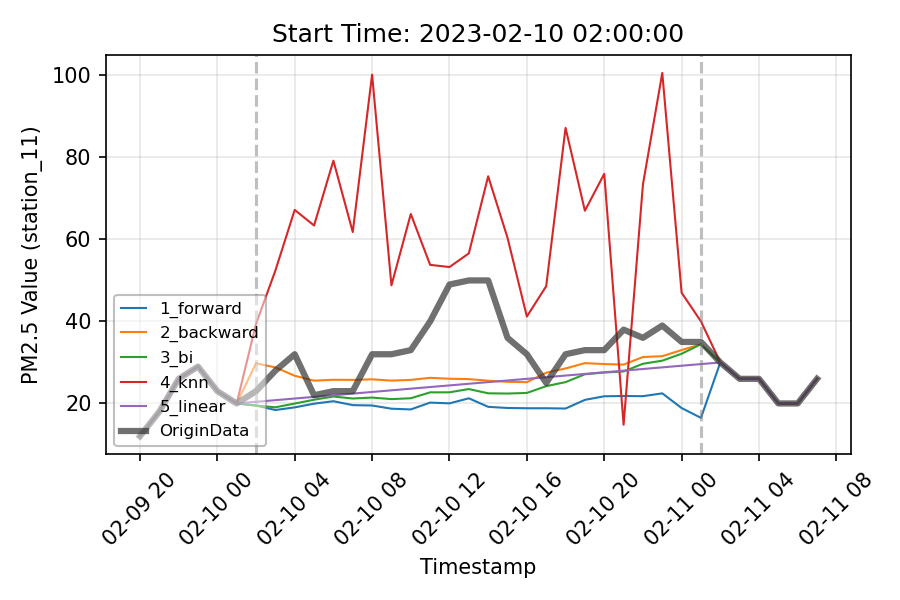 Start Time: 2023-02-10 02:00:00
PM2.5 Value (station_11)
100
80
60
40
20
1_forward
2_backward
3_bi
4_knn
5_linear
OriginData
02-09 20
02-10 00
02-10 04
02-10 08
02-10 12
02-10 16
02-10 20
02-11 00
02-11 04
02-11 08
Timestamp